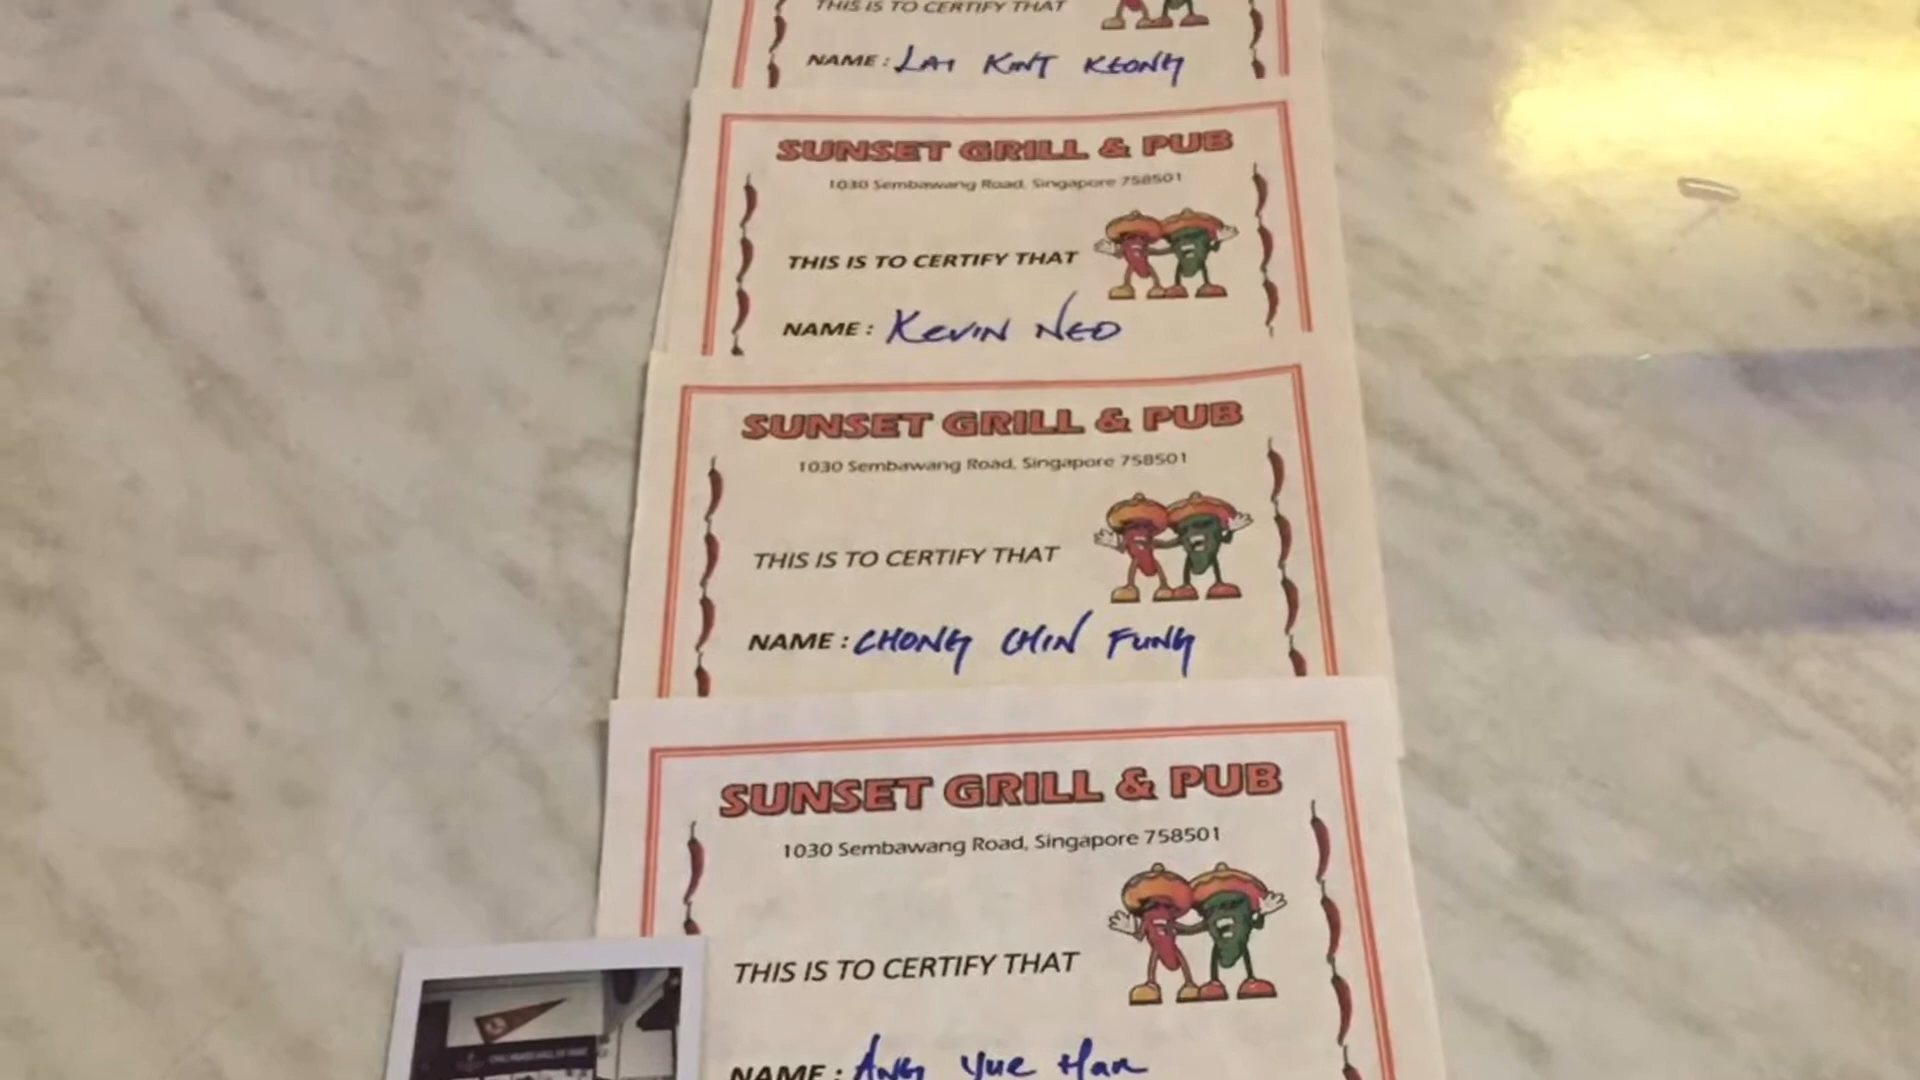 THIS IS TO CERTIFY THAT
NAME : LAI KINT KEONG
SUNSET GRILL & PUB
1030 Sembawang Road, Singapore 758501
THIS IS TO CERTIFY THAT
NAME : KEVIN NEO
SUNSET GRILL & PUB
1030 Sembawang Road, Singapore 758501
THIS IS TO CERTIFY THAT
NAME : CHONG CHIN FUNG
SUNSET GRILL & PUB
1030 Sembawang Road, Singapore 758501
THIS IS TO CERTIFY THAT
NAME : ANG YUE HAN